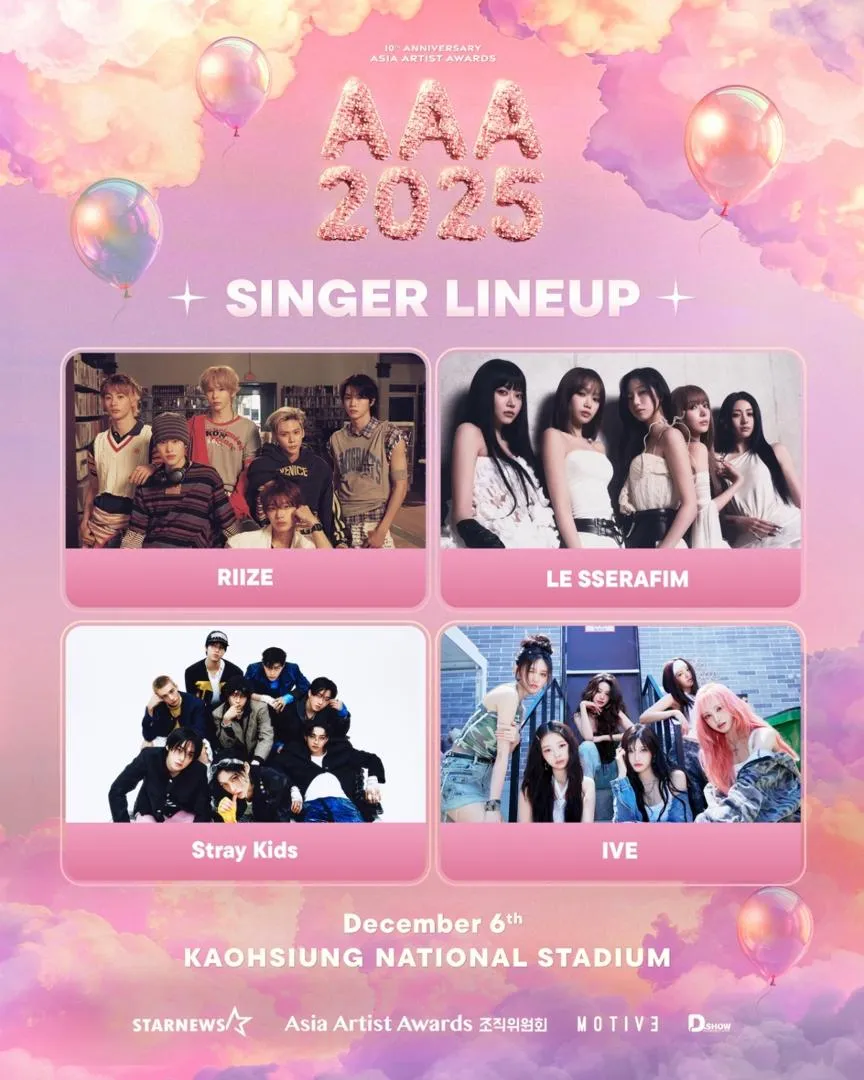 10TH ANNIVERSARY
ASIA ARTIST AWARDS
AAA
2025
SINGER LINEUP
RIIZE
LE SSERAFIM
VENICE
Stray Kids
IVE
December 6th
KAOHSIUNG NATIONAL STADIUM
STARNEWS Asia Artist Awards 조직위원회 MOTIVE D.SHOW